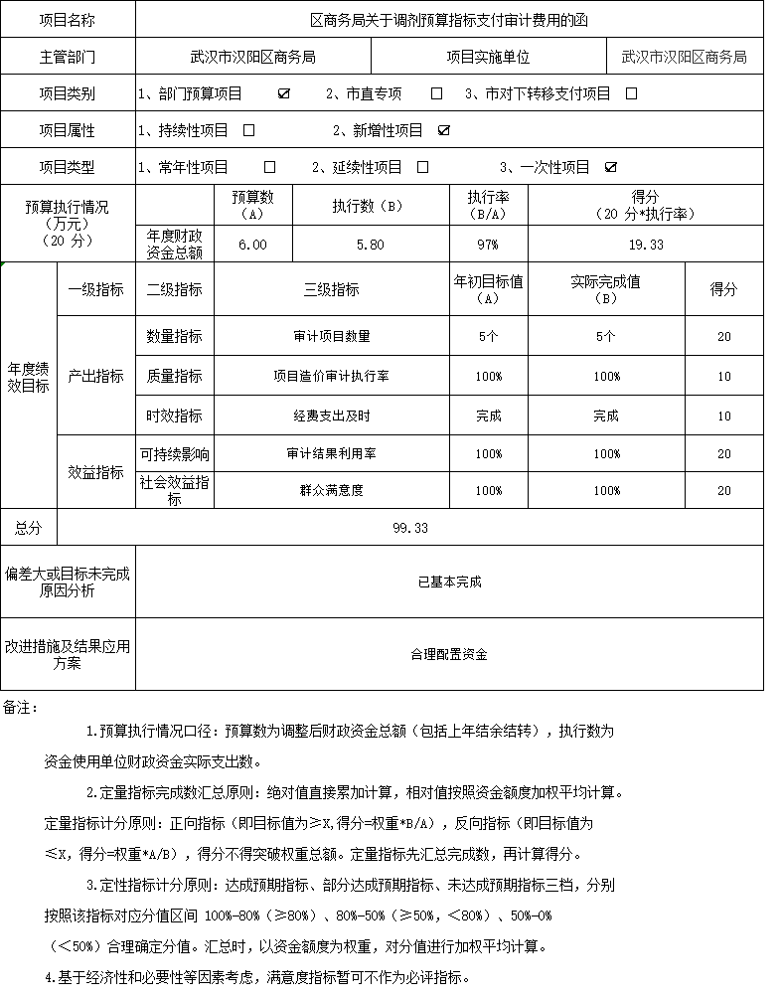 项目名称 区商务局关于调剂预算指标支付审计费用的函
主管部门 武汉市汉阳区商务局 项目实施单位 武汉市汉阳区商务局
项目类别 1、部门预算项目 ☑ 2、市直专项 □ 3、市对下转移支付项目 □
项目属性 1、持续性项目 □ 2、新增性项目 ☑
项目类型 1、常年性项目 □ 2、延续性项目 □ 3、一次性项目 ☑
预算执行情况
（万元）
（20 分）
预算数
（A）
执行数（B）
执行率
（B/A）
得分
（20 分*执行率）
年度财政
资金总额
6.00 5.80 97% 19.33
年度绩
效目标
一级指标 二级指标 三级指标
年初目标值
（A）
实际完成值
（B）
得分
产出指标
数量指标 审计项目数量 5个 5个 20
质量指标 项目造价审计执行率 100% 100% 10
时效指标 经费支出及时 完成 完成 10
效益指标
可持续影响 审计结果利用率 100% 100% 20
社会效益指
标
群众满意度 100% 100% 20
总分 99.33
偏差大或目标未完成
原因分析
已基本完成
改进措施及结果应用
方案
合理配置资金
备注：
1.预算执行情况口径：预算数为调整后财政资金总额（包括上年结余结转），执行数为
资金使用单位财政资金实际支出数。
2.定量指标完成数汇总原则：绝对值直接累加计算，相对值按照资金额度加权平均计算。
定量指标计分原则：正向指标（即目标值为≥X,得分=权重*B/A），反向指标（即目标值为
≤X，得分=权重*A/B），得分不得突破权重总额。定量指标先汇总完成数，再计算得分。
3.定性指标计分原则：达成预期指标、部分达成预期指标、未达成预期指标三档，分别
按照该指标对应分值区间 100%-80%（≥80%）、80%-50%（≥50%，＜80%）、50%-0%
（＜50%）合理确定分值。汇总时，以资金额度为权重，对分值进行加权平均计算。
4.基于经济性和必要性等因素考虑，满意度指标暂可不作为必评指标。